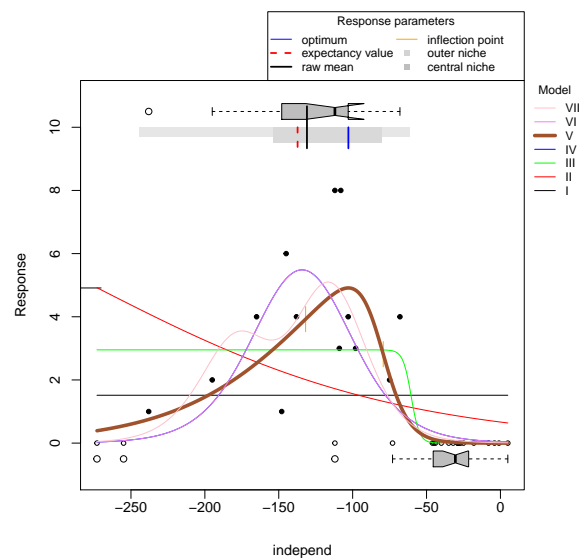 Response parameters
optimum
expectancy value
raw mean
inflection point
outer niche
central niche
Model
VII
VI
V
IV
III
II
I
10
8
6
4
2
0
Response
−250
−200
−150
−100
−50
0
independ